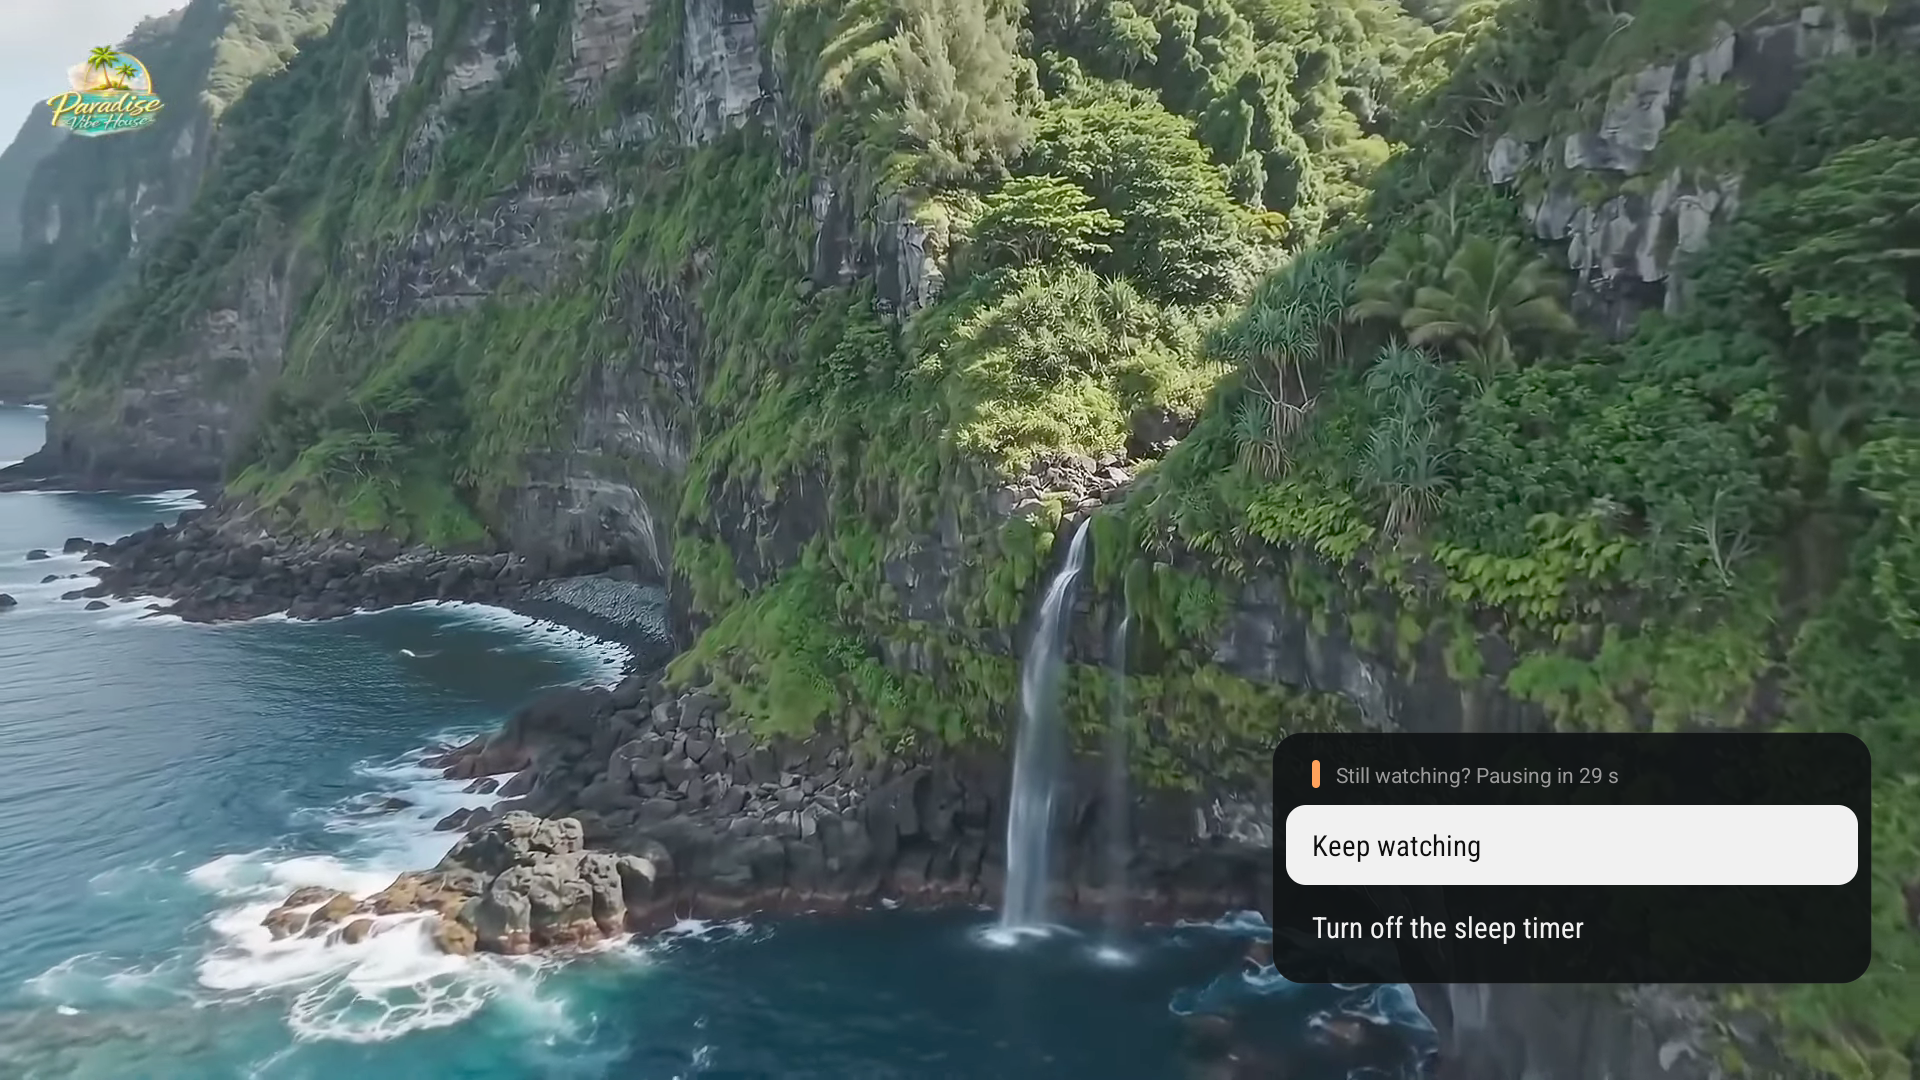 Paradise
Vibe House
Still watching? Pausing in 29 s
Keep watching
Turn off the sleep timer